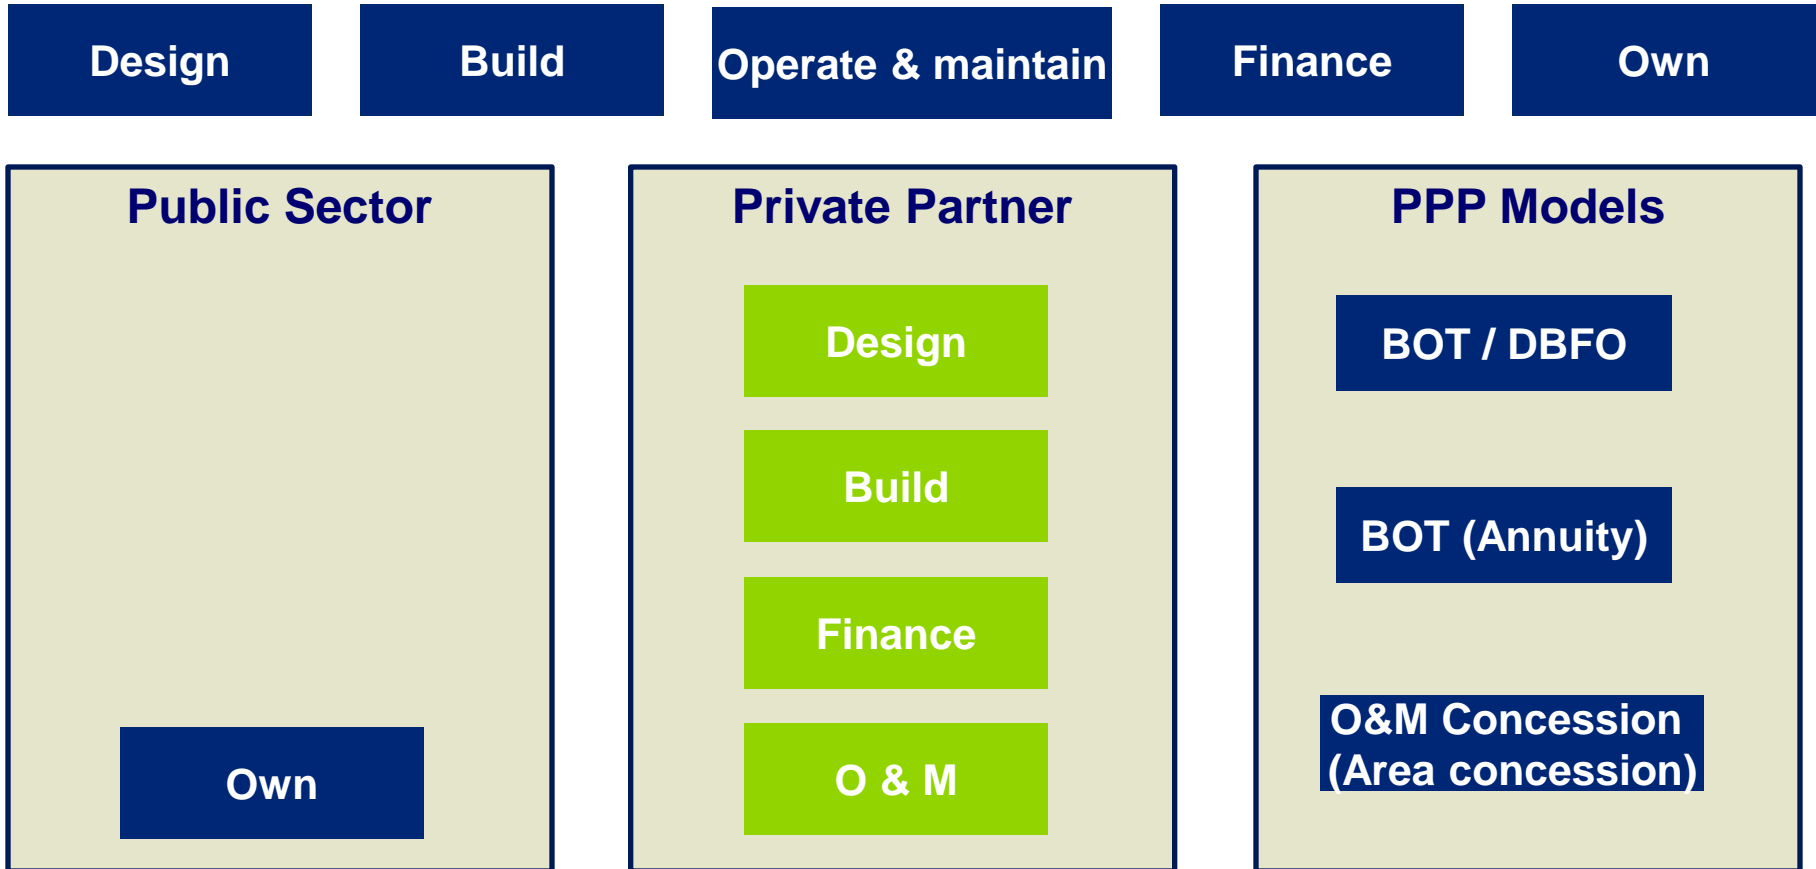 Design
Build
Operate & maintain
Finance
Own
Public Sector
Own
Private Partner
Design
Build
Finance
O & M
PPP Models
BOT / DBFO
BOT (Annuity)
O&M Concession
(Area concession)